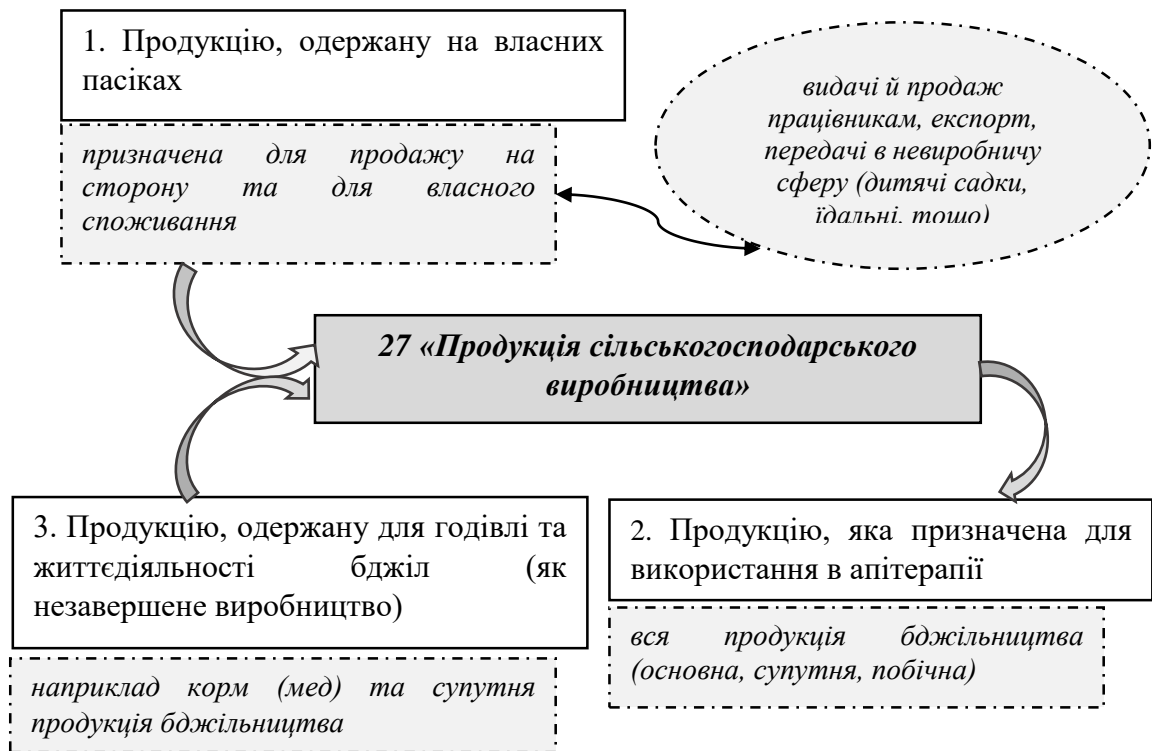 1. Продукцію, одержану на власних
пасіках
призначена для продажу на
сторону та для власного
споживання
видачі й продаж
працівникам, експорт,
передачі в невиробничу
сферу (дитячі садки,
їдальні, тощо)
27 «Продукція сільськогосподарського
виробництва»
3. Продукцію, одержану для годівлі та
життєдіяльності бджіл (як
незавершене виробництво)
наприклад корм (мед) та супутня
продукція бджільництва
2. Продукцію, яка призначена для
використання в апітерапії
вся продукція бджільництва
(основна, супутня, побічна)